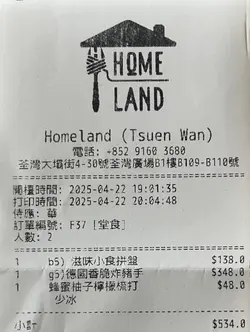 HOME
LAND
Homeland (Tsuen Wan)
電話: +852 9160 3680
荃灣大壩街4-30號荃灣廣場B1樓B109-B110號
開檯時間: 2025-04-22 19:01:35
打印時間: 2025-04-22 20:04:48
侍應: 華
訂單編號: F37 [堂食]
人數: 2
1 b5) 滋味小食拼盤 $138.0
1 g5)德國香脆炸豬手 $348.0
1 蜂蜜柚子檸檬梳打 $48.0
少冰
小計 $534.0